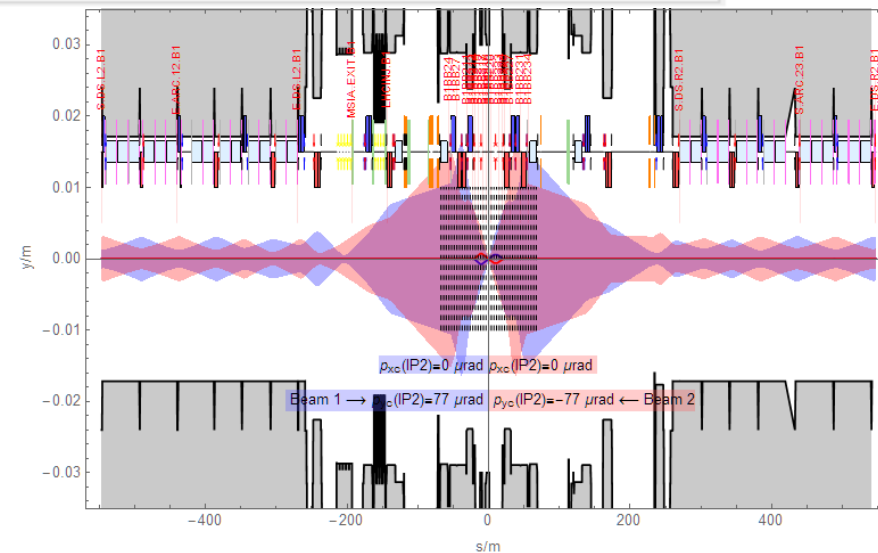 0.03
0.02
0.01
0.00
−0.01
−0.02
−0.03
y/m
S.DS.L2.B1
E.ARC.12.B1
E.DS.L2.B1
MSIA.EXIT.B1
B1BB24
B1BB27
B1BB234
S.DS.R2.B1
S.ARC.23.B1
E.DS.R2.B1
pxc(IP2)=0 μrad pxc(IP2)=0 μrad
Beam 1 → pyc(IP2)=77 μrad pyc(IP2)=−77 μrad ← Beam 2
−400 −200 0 200 400
s/m